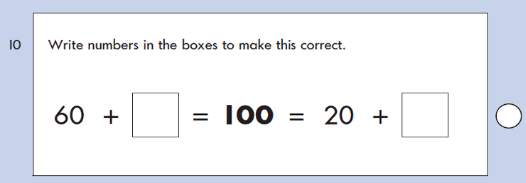 10 Write numbers in the boxes to make this correct.
60 + = 100 = 20 +